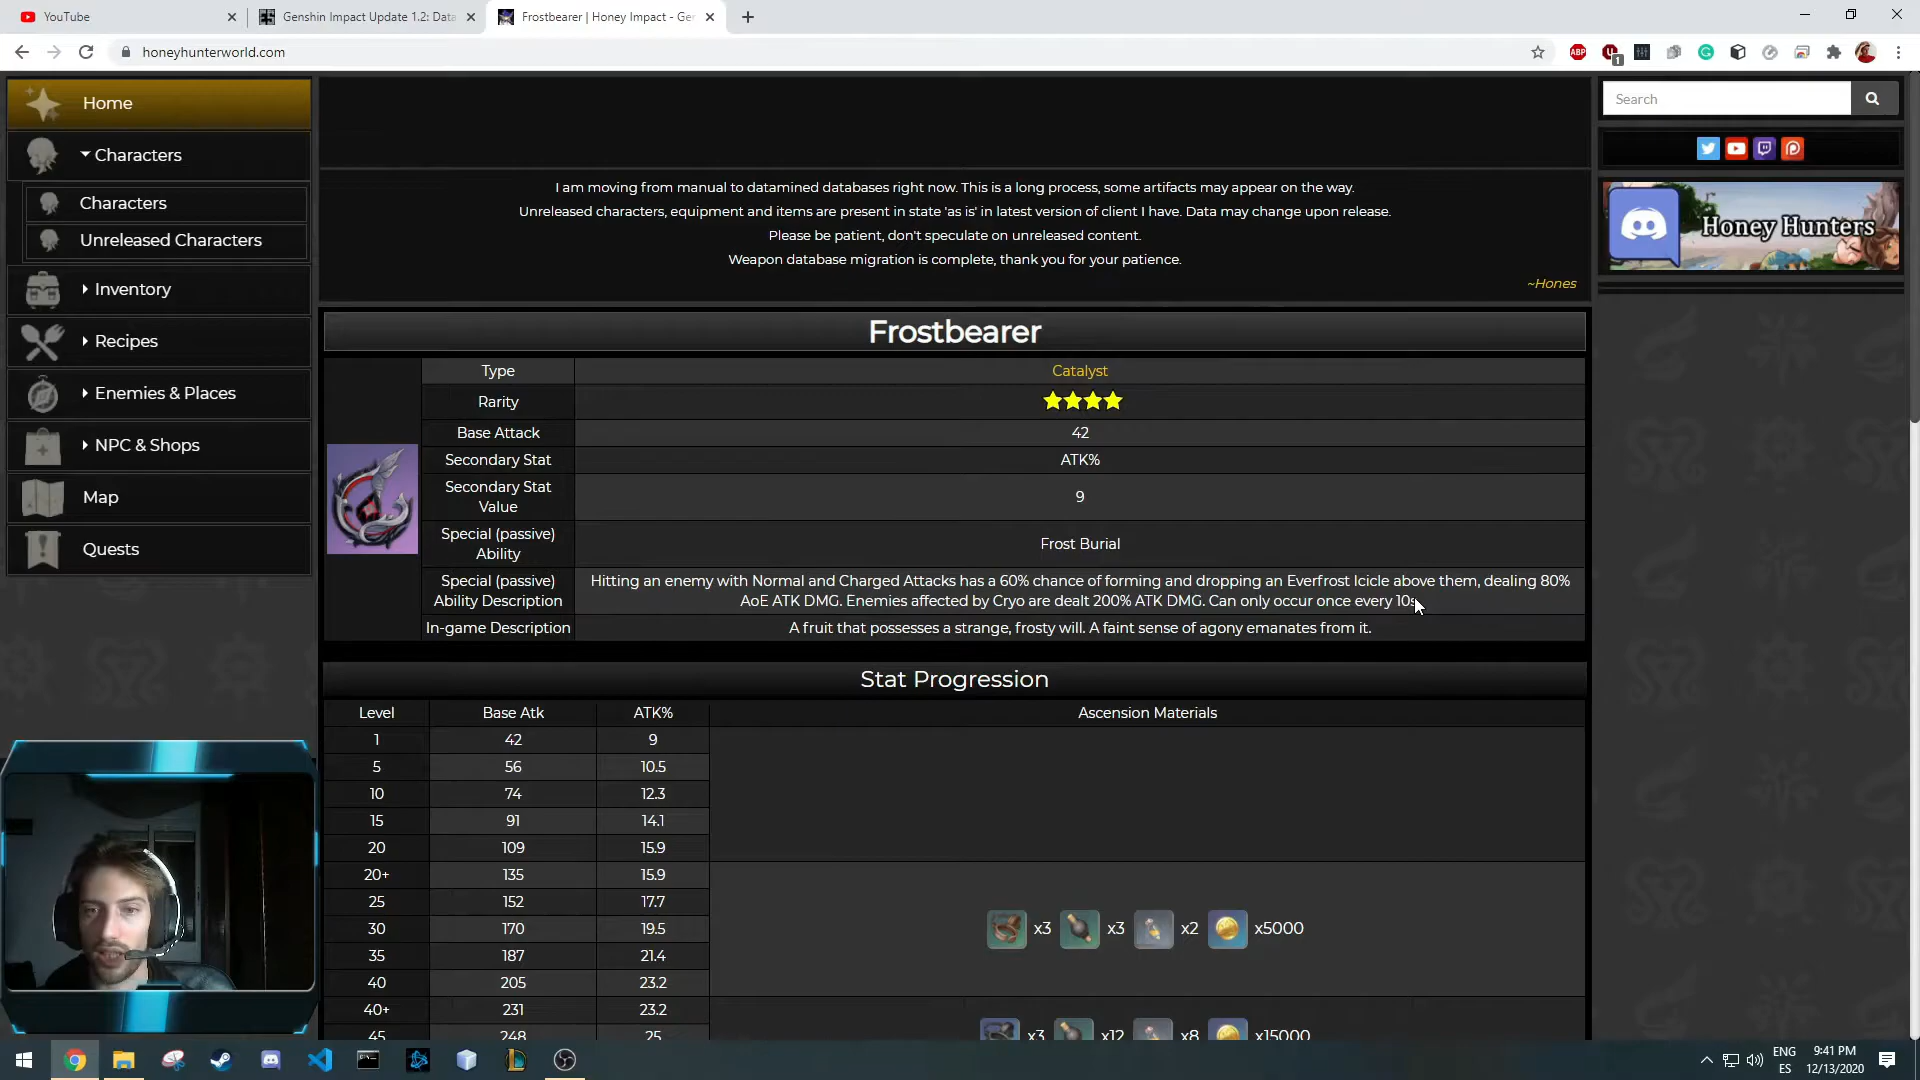 YouTube
Genshin Impact Update 1.2: Data
Frostbearer | Honey Impact - Gen
honeyhunterworld.com
ABP
1
Home
Characters
Characters
Unreleased Characters
Inventory
Recipes
Enemies & Places
NPC & Shops
Map
Quests
I am moving from manual to datamined databases right now. This is a long process, some artifacts may appear on the way.
Unreleased characters, equipment and items are present in state 'as is' in latest version of client I have. Data may change upon release.
Please be patient, don't speculate on unreleased content.
Weapon database migration is complete, thank you for your patience.
~Hones
Search
Honey Hunters
Frostbearer
Type Catalyst
Rarity
Base Attack 42
Secondary Stat ATK%
Secondary Stat
Value 9
Special (passive)
Ability Frost Burial
Special (passive)
Ability Description
Hitting an enemy with Normal and Charged Attacks has a 60% chance of forming and dropping an Everfrost Icicle above them, dealing 80%
AoE ATK DMG. Enemies affected by Cryo are dealt 200% ATK DMG. Can only occur once every 10s
In-game Description A fruit that possesses a strange, frosty will. A faint sense of agony emanates from it.
Stat Progression
Level Base Atk ATK% Ascension Materials
1 42 9
5 56 10.5
10 74 12.3
15 91 14.1
20 109 15.9
20+ 135 15.9
25 152 17.7
30 170 19.5
35 187 21.4
40 205 23.2
x3 x3 x2 x5000
40+ 231 23.2
45 248 25
x3 x12 x8 x15000
ENG
ES
9:41 PM
12/13/2020